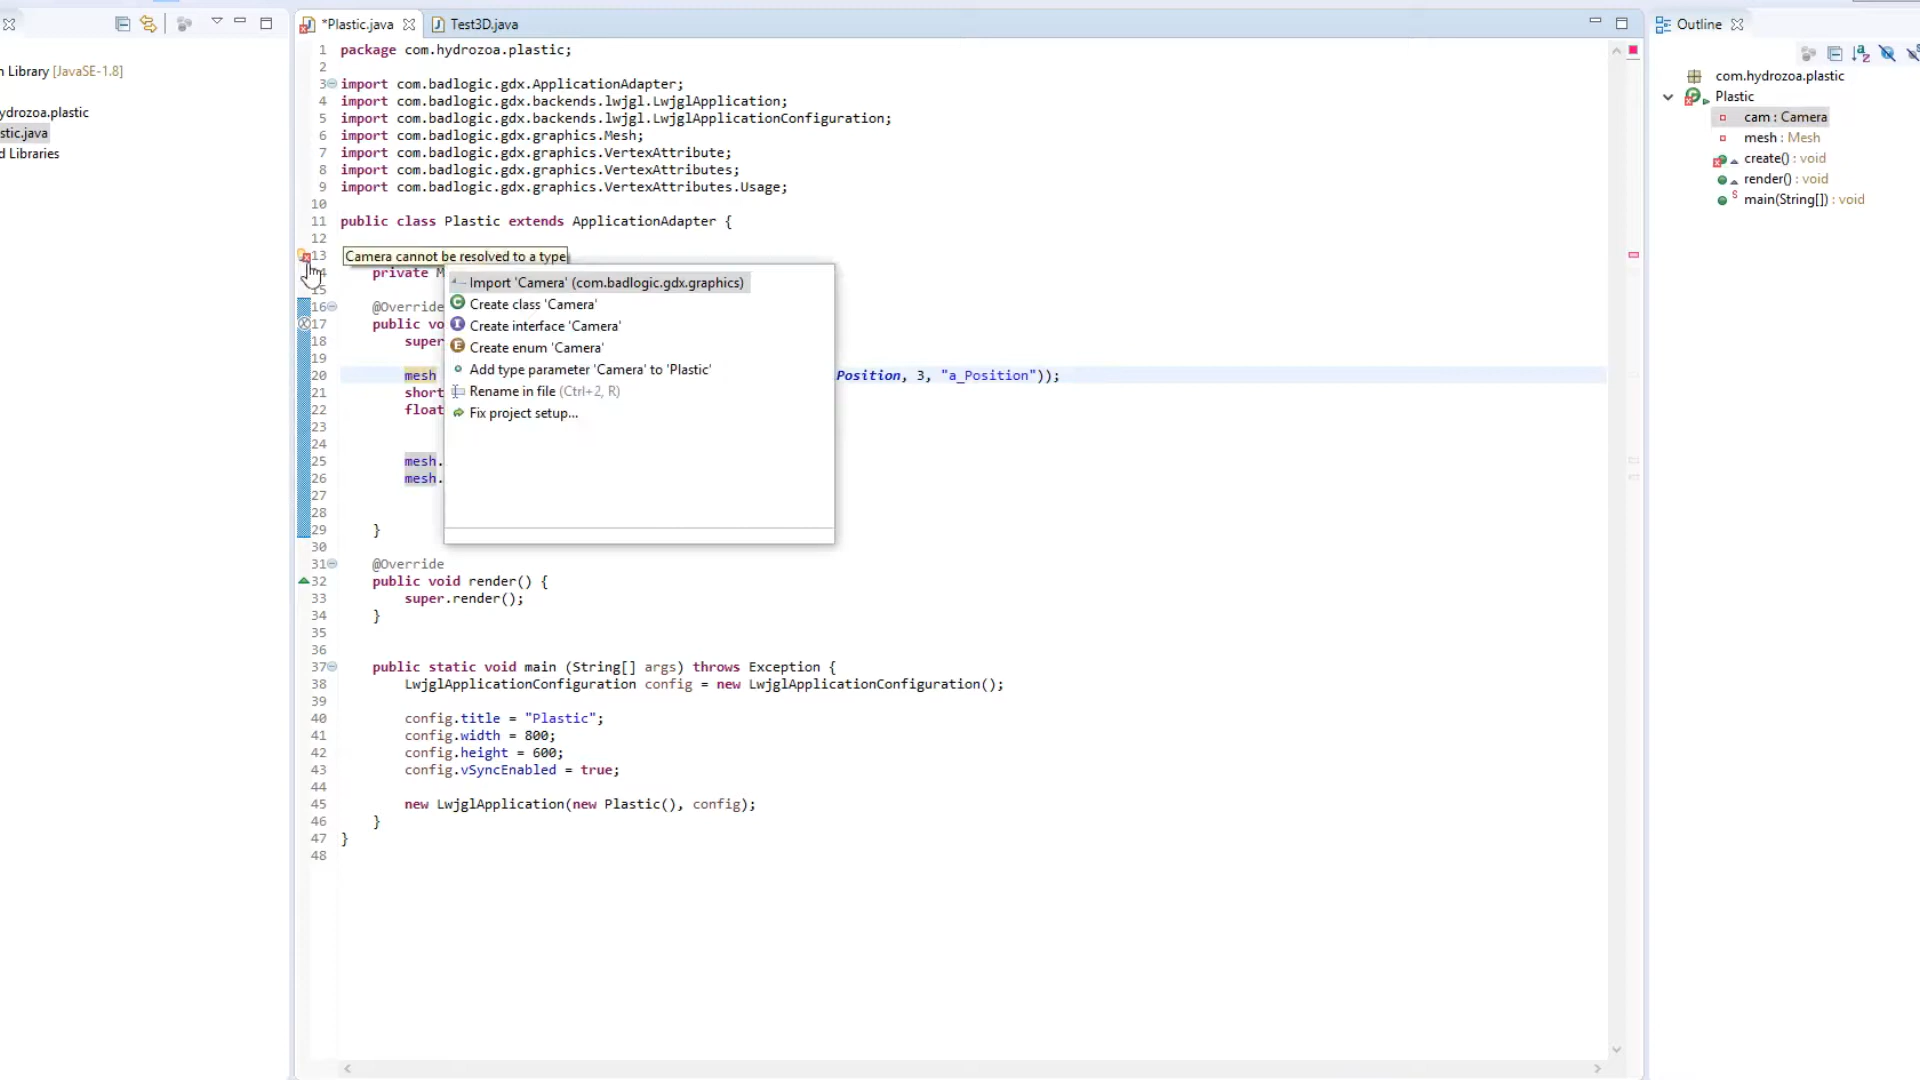 *Plastic.java
Test3D.java
Outline
n Library [JavaSE-1.8]
ydrozoa.plastic
stic.java
d Libraries
1 package com.hydrozoa.plastic;
2
3 import com.badlogic.gdx.ApplicationAdapter;
4 import com.badlogic.gdx.backends.lwjgl.LwjglApplication;
5 import com.badlogic.gdx.backends.lwjgl.LwjglApplicationConfiguration;
6 import com.badlogic.gdx.graphics.Mesh;
7 import com.badlogic.gdx.graphics.VertexAttribute;
8 import com.badlogic.gdx.graphics.VertexAttributes;
9 import com.badlogic.gdx.graphics.VertexAttributes.Usage;
10
11 public class Plastic extends ApplicationAdapter {
12
13 Camera cannot be resolved to a type
4 private M
15
16 @Override
17 public vo
18 super
19
20 mesh Position, 3, "a_Position"));
21 short
22 float
23
24
25 mesh.
26 mesh.
27
28
29 }
30
31 @Override
32 public void render() {
33 super.render();
34 }
35
36
37 public static void main (String[] args) throws Exception {
38 LwjglApplicationConfiguration config = new LwjglApplicationConfiguration();
39
40 config.title = "Plastic";
41 config.width = 800;
42 config.height = 600;
43 config.vSyncEnabled = true;
44
45 new LwjglApplication(new Plastic(), config);
46 }
47 }
48
Import 'Camera' (com.badlogic.gdx.graphics)
Create class 'Camera'
Create interface 'Camera'
Create enum 'Camera'
Add type parameter 'Camera' to 'Plastic'
Rename in file (Ctrl+2, R)
Fix project setup...
com.hydrozoa.plastic
Plastic
cam : Camera
mesh : Mesh
create() : void
render() : void
main(String[]) : void